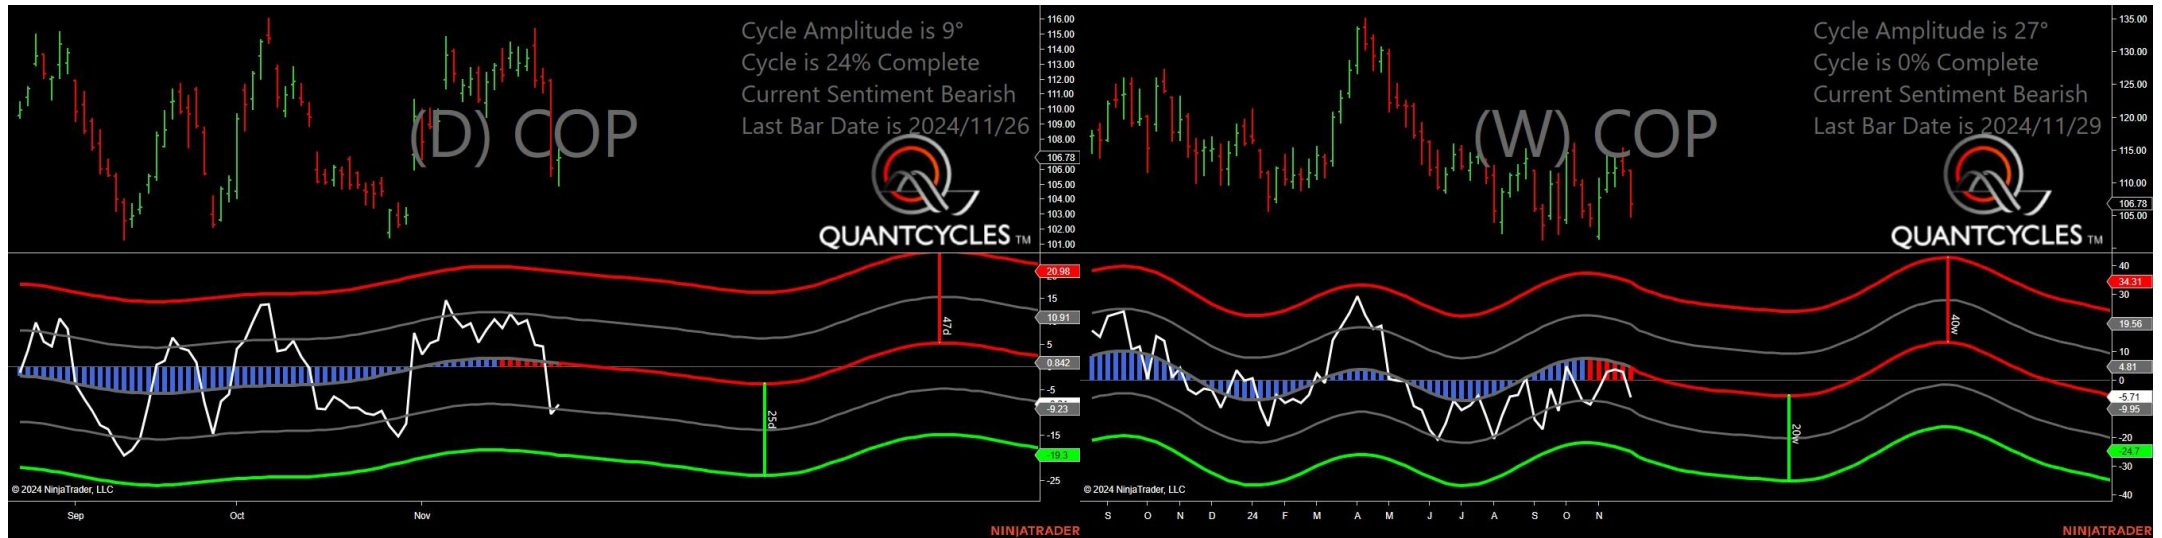 Cycle Amplitude is 9°
Cycle is 24% Complete
Current Sentiment Bearish
Last Bar Date is 2024/11/26
(D) COP
QUANTCYCLES TM
116.00
115.00
114.00
113.00
112.00
111.00
110.00
109.00
108.00
106.78
106.00
105.00
104.00
103.00
102.00
101.00
20.98
15
10.91
5
0.842
-5
-9.23
-15
-19.3
-25
47d
25d
© 2024 NinjaTrader, LLC
Sep Oct Nov
NINJATRADER
Cycle Amplitude is 27°
Cycle is 0% Complete
Current Sentiment Bearish
Last Bar Date is 2024/11/29
(W) COP
QUANTCYCLES TM
135.00
130.00
125.00
120.00
115.00
110.00
106.78
105.00
40
34.31
30
19.56
10
4.81
0
-5.71
-9.95
-20
-24.7
-30
-40
40w
20w
© 2024 NinjaTrader, LLC
S O N D 24 F M A M J J A S O N
NINJATRADER